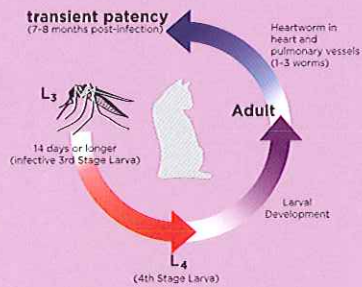 transient patency
(7-8 months post-infection)
Heartworm in
heart and
pulmonary vessels
(1-3 worms)
L3
Adult
14 days or longer
(infective 3rd Stage Larva)
Larval
Development
L4
(4th Stage Larva)